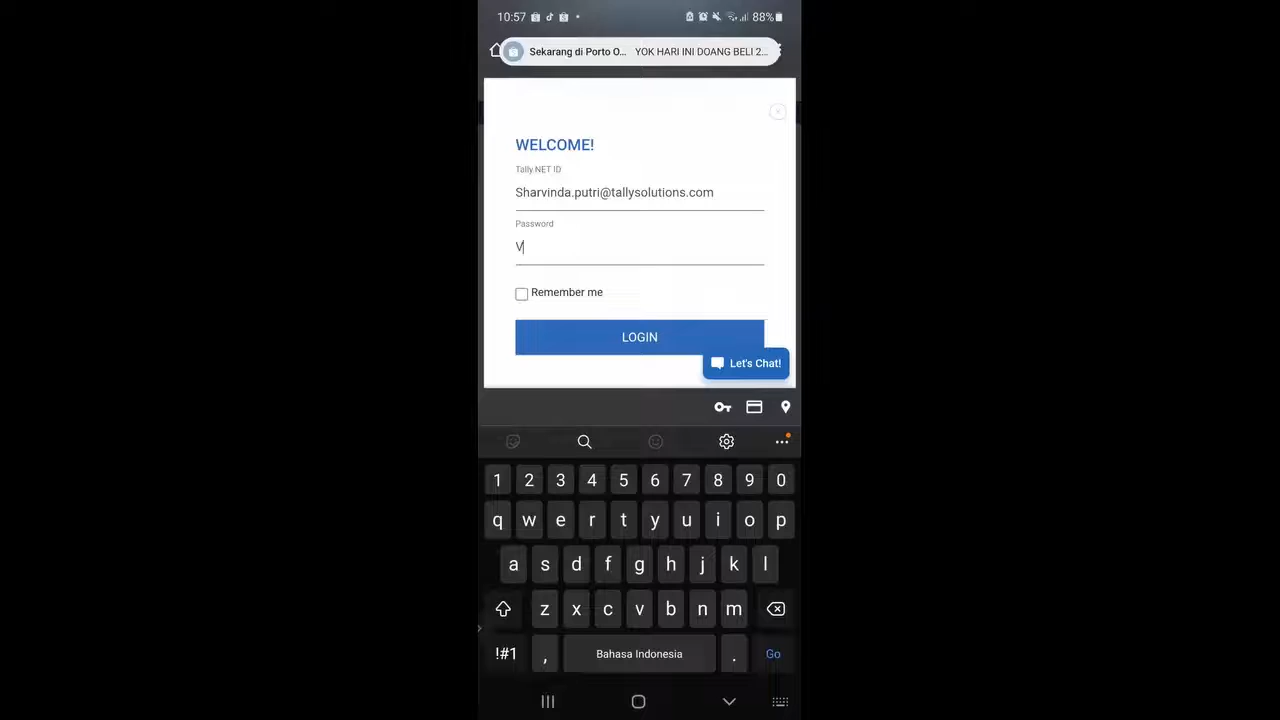 10:57
88%
Sekarang di Porto O... YOK HARI INI DOANG BELI 2...
WELCOME!
Tally NET ID
Sharvinda.putri@tallysolutions.com
Password
V
Remember me
LOGIN
Let's Chat!
1 2 3 4 5 6 7 8 9 0
q w e r t y u i o p
a s d f g h j k l
z x c v b n m
!#1 , Bahasa Indonesia . Go